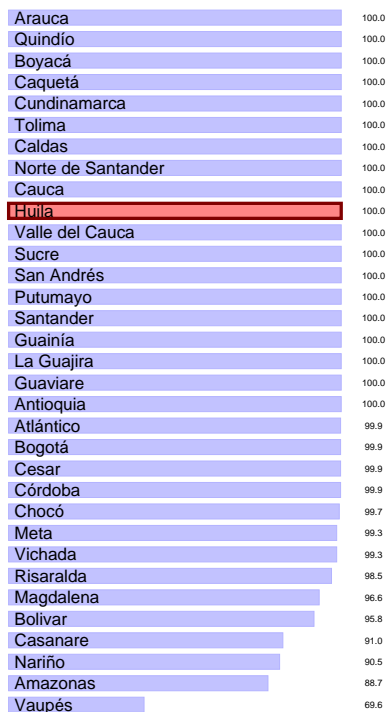 Arauca 100.0
Quindío 100.0
Boyacá 100.0
Caquetá 100.0
Cundinamarca 100.0
Tolima 100.0
Caldas 100.0
Norte de Santander 100.0
Cauca 100.0
Huila 100.0
Valle del Cauca 100.0
Sucre 100.0
San Andrés 100.0
Putumayo 100.0
Santander 100.0
Guainía 100.0
La Guajira 100.0
Guaviare 100.0
Antioquia 100.0
Atlántico 99.9
Bogotá 99.9
Cesar 99.9
Córdoba 99.9
Chocó 99.7
Meta 99.3
Vichada 99.3
Risaralda 98.5
Magdalena 96.6
Bolivar 95.8
Casanare 91.0
Nariño 90.5
Amazonas 88.7
Vaupés 69.6